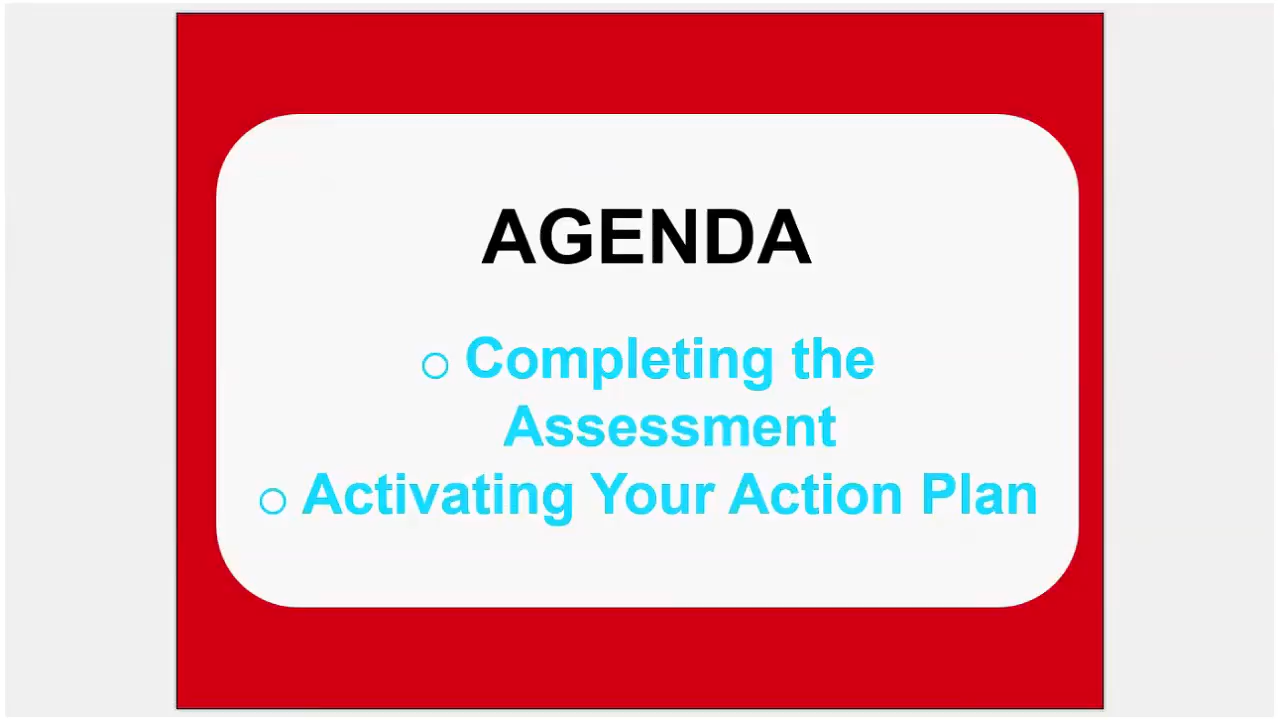 AGENDA
o Completing the
Assessment
o Activating Your Action Plan